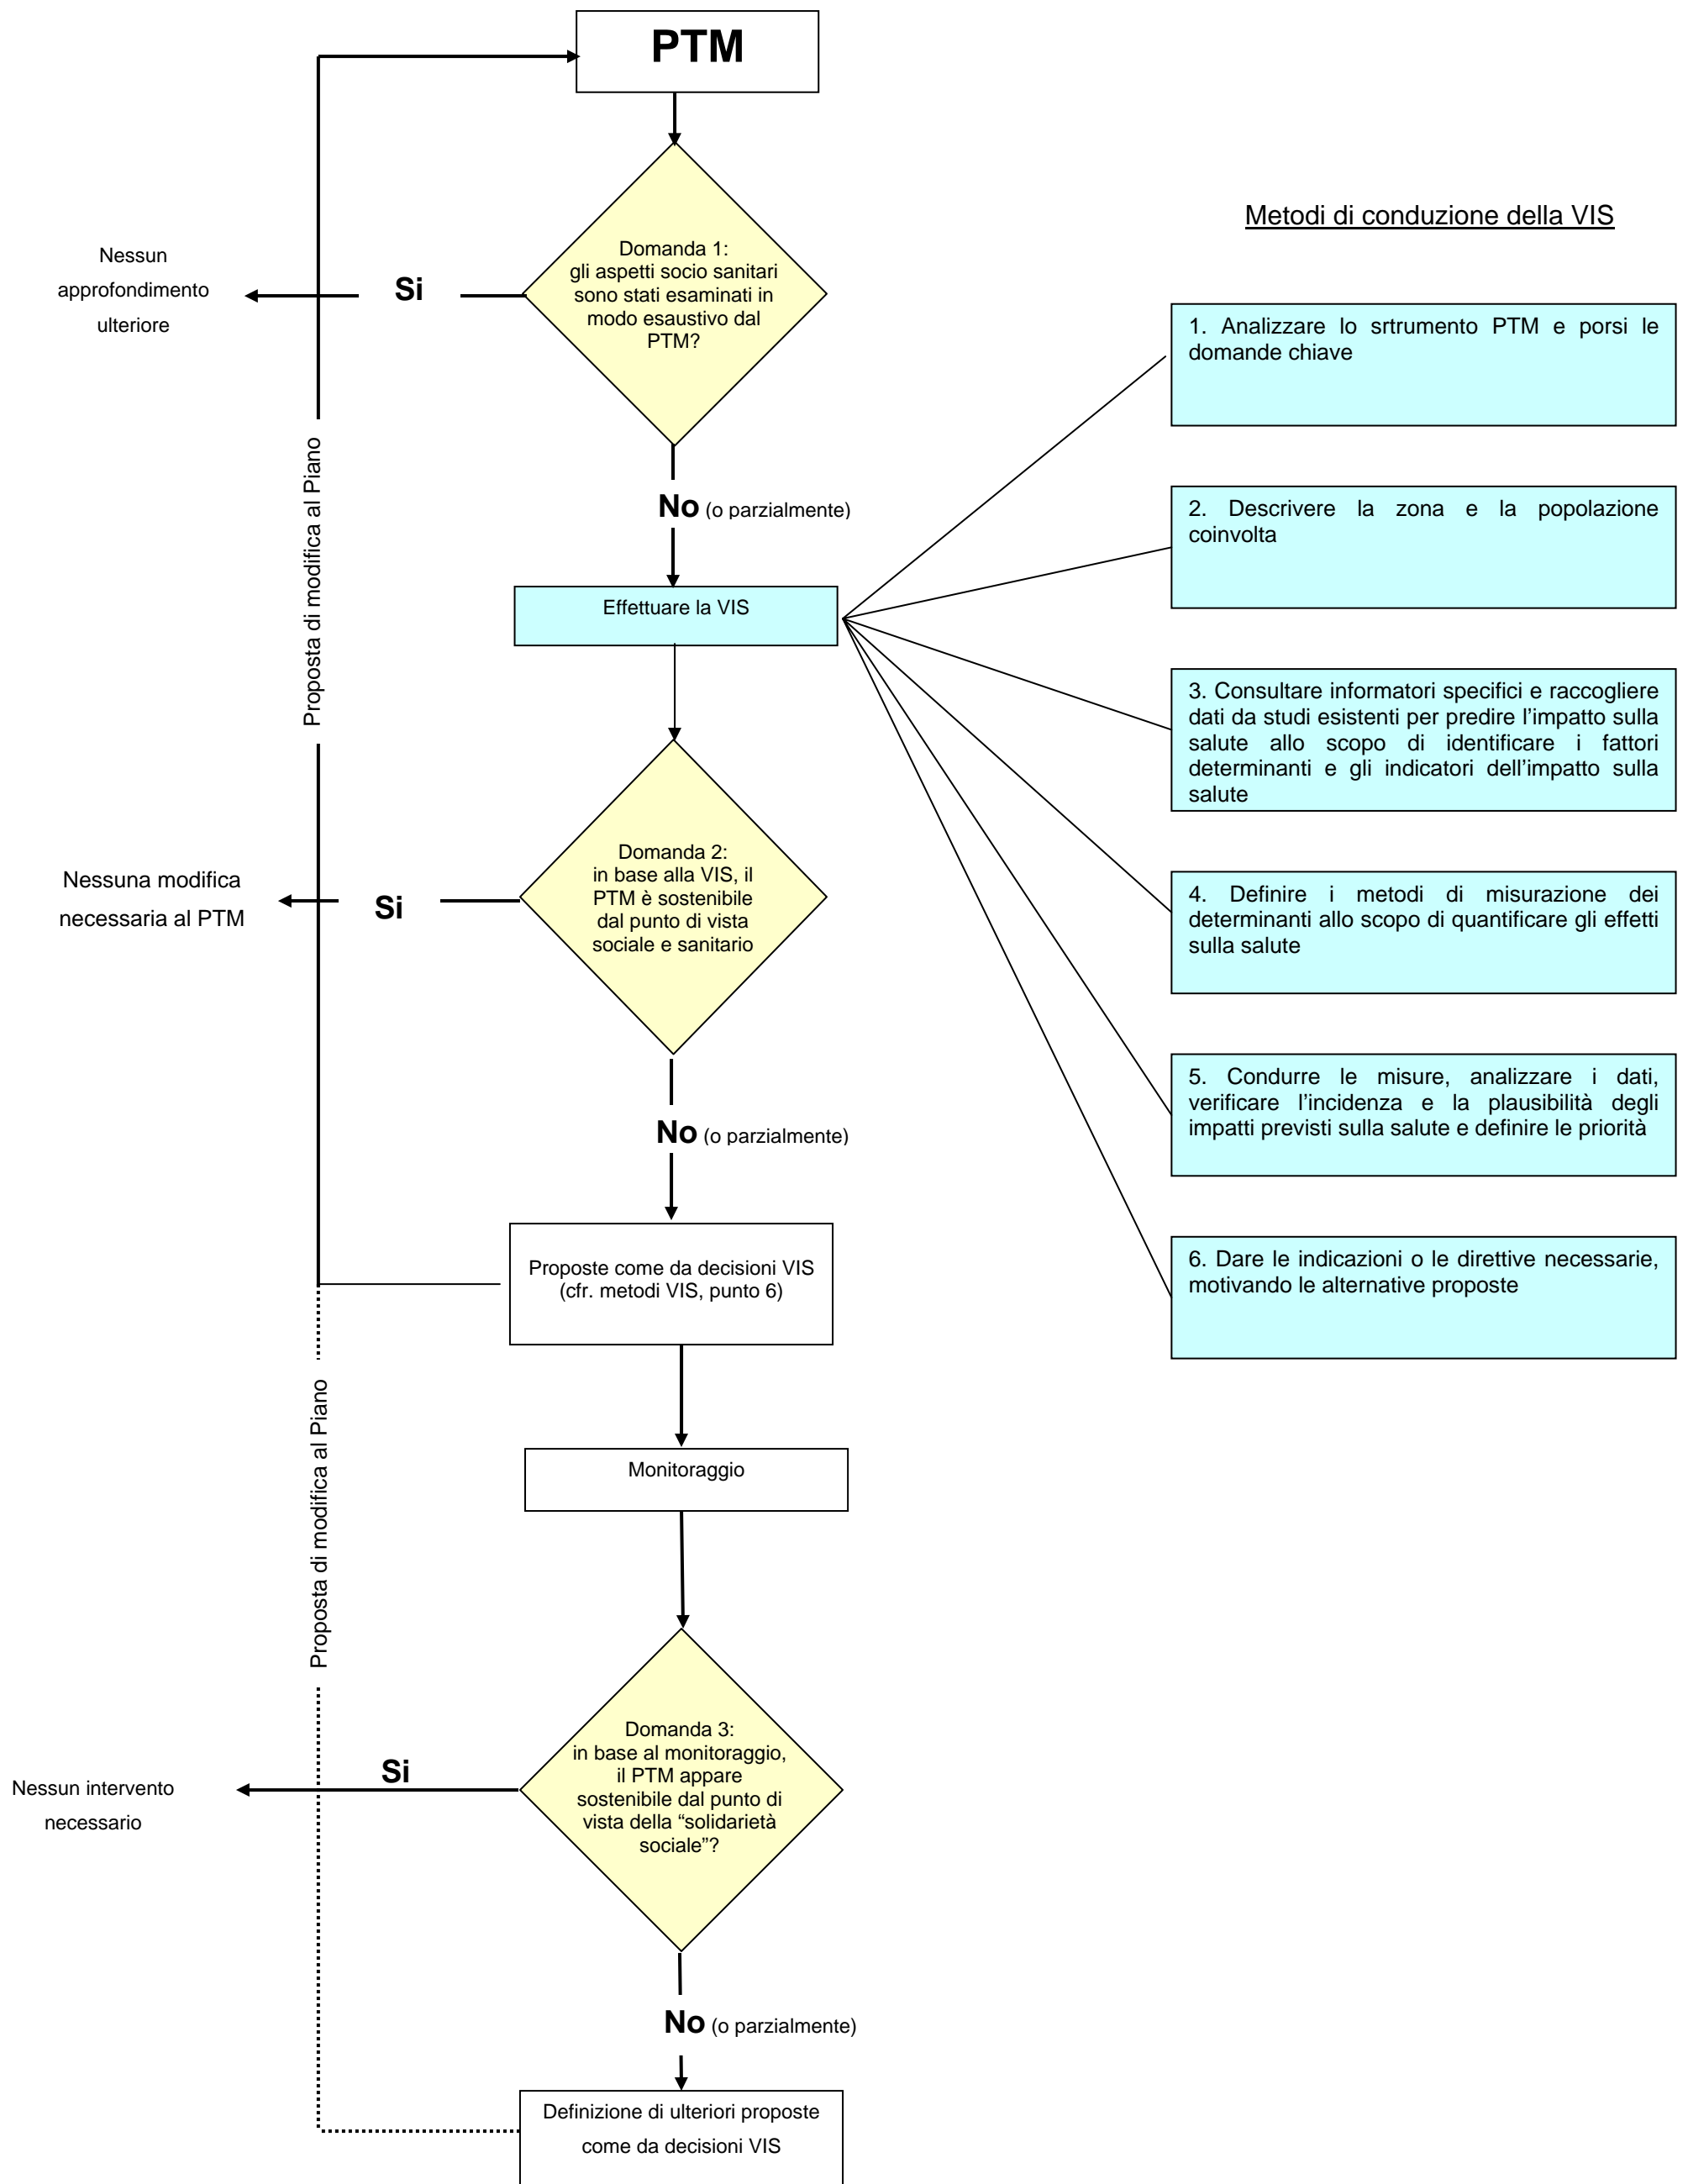 PTM
Domanda 1:
gli aspetti socio sanitari
sono stati esaminati in
modo esaustivo dal
PTM?
Si
Nessun
approfondimento
ulteriore
No (o parzialmente)
Effettuare la VIS
Domanda 2:
in base alla VIS, il
PTM è sostenibile
dal punto di vista
sociale e sanitario
Si
Nessuna modifica
necessaria al PTM
No (o parzialmente)
Proposte come da decisioni VIS
(cfr. metodi VIS, punto 6)
Proposta di modifica al Piano
Monitoraggio
Domanda 3:
in base al monitoraggio,
il PTM appare
sostenibile dal punto di
vista della “solidarietà
sociale”?
Si
Nessun intervento
necessario
No (o parzialmente)
Definizione di ulteriori proposte
come da decisioni VIS
Proposta di modifica al Piano
Metodi di conduzione della VIS
1. Analizzare lo srtrumento PTM e porsi le
domande chiave
2. Descrivere la zona e la popolazione
coinvolta
3. Consultare informatori specifici e raccogliere
dati da studi esistenti per predire l’impatto sulla
salute allo scopo di identificare i fattori
determinanti e gli indicatori dell’impatto sulla
salute
4. Definire i metodi di misurazione dei
determinanti allo scopo di quantificare gli effetti
sulla salute
5. Condurre le misure, analizzare i dati,
verificare l’incidenza e la plausibilità degli
impatti previsti sulla salute e definire le priorità
6. Dare le indicazioni o le direttive necessarie,
motivando le alternative proposte